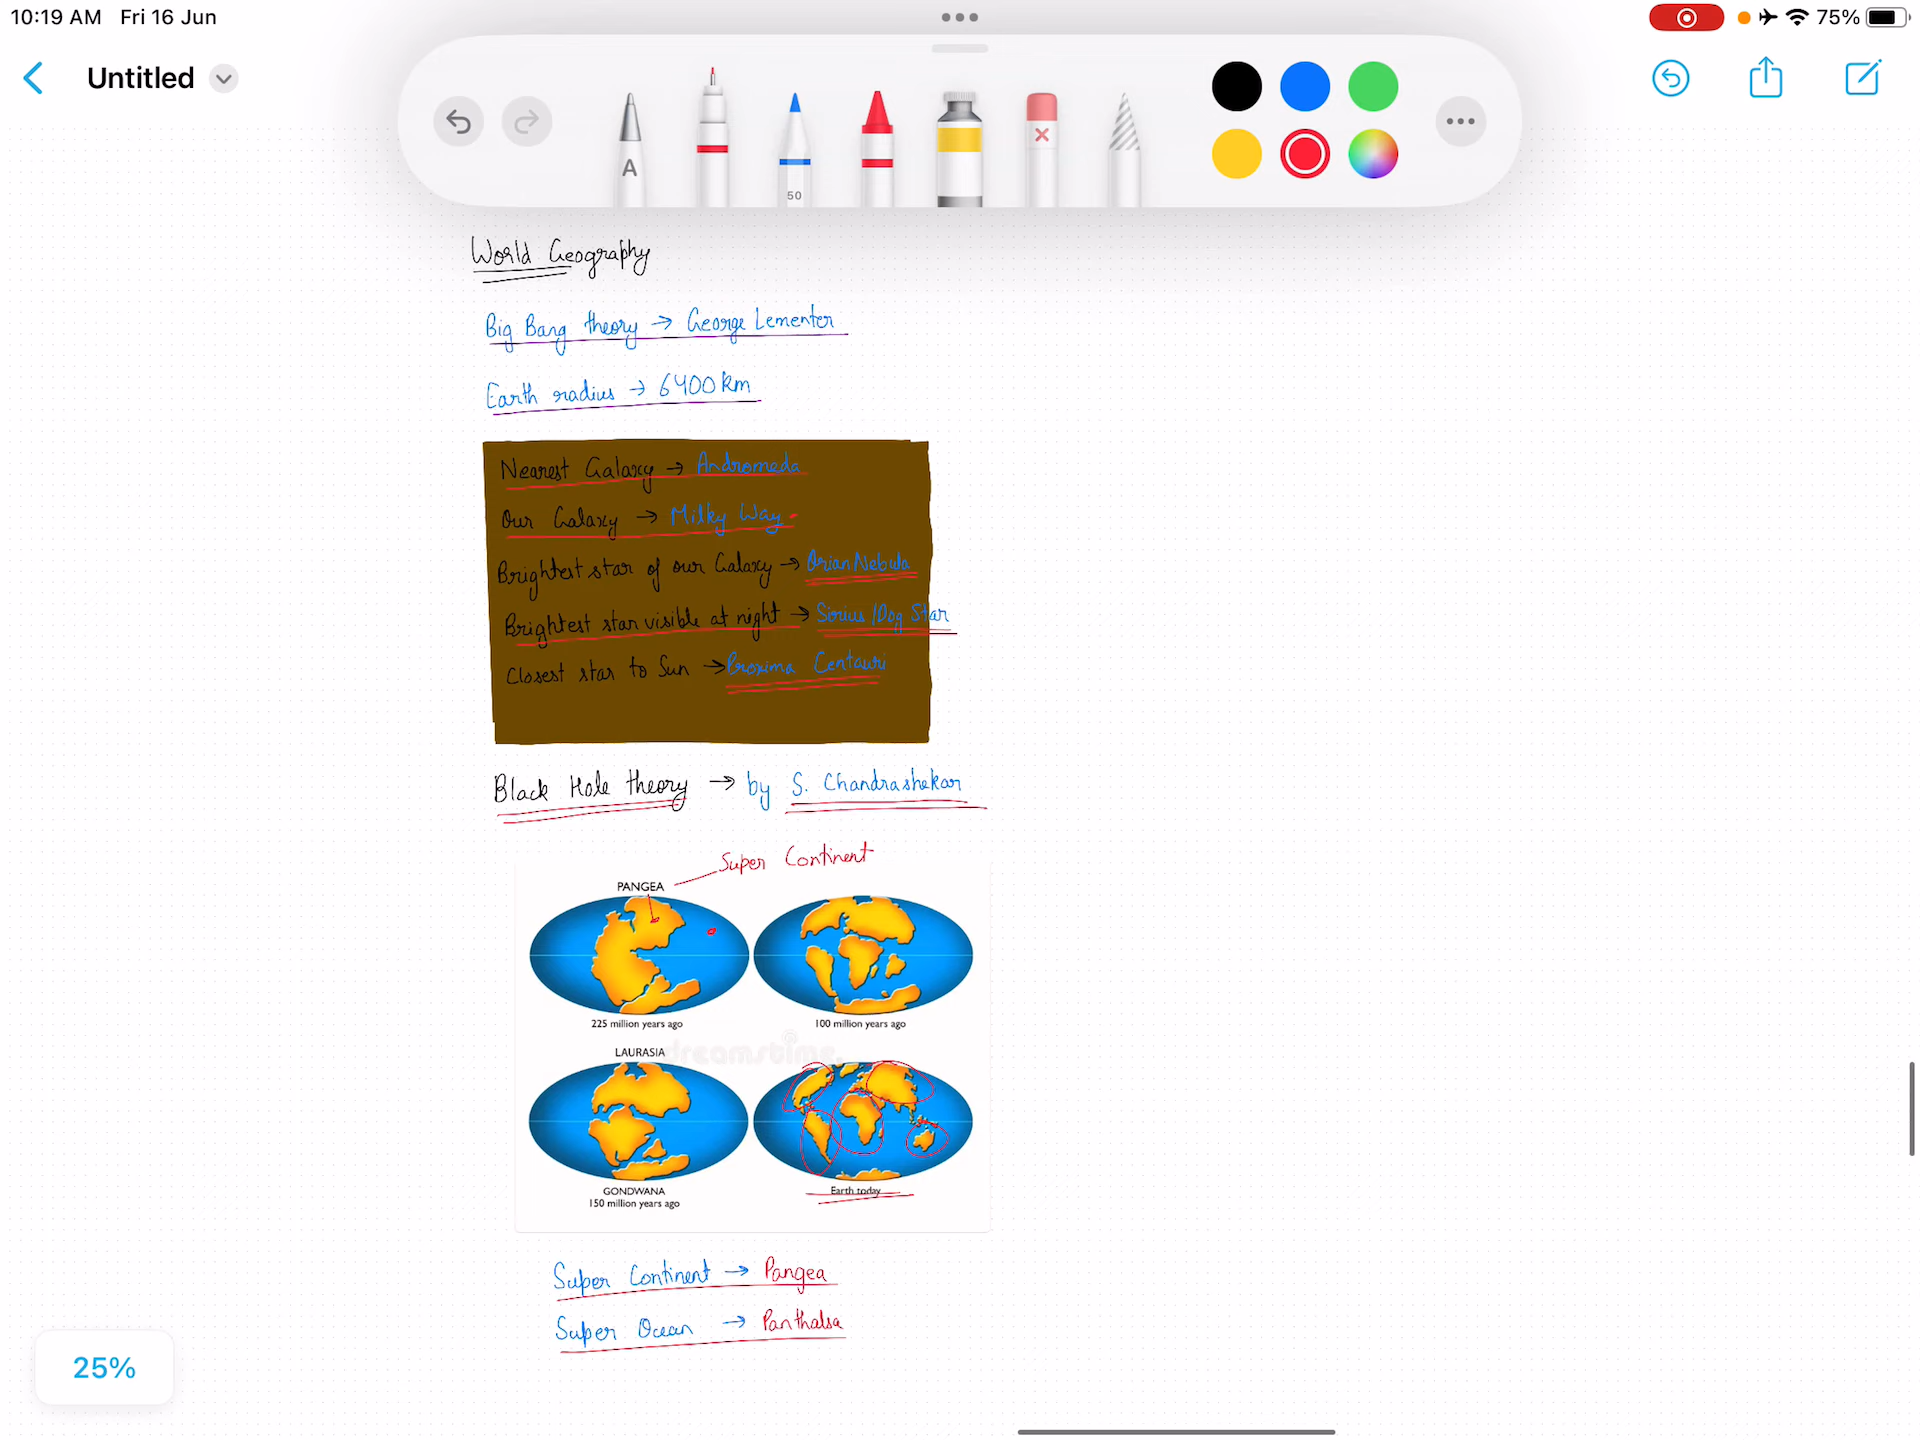 10:19 AM Fri 16 Jun
75%
Untitled
A
50
World Geography
Big Bang theory → George Lementer
Earth radius → 6400 km
Nearest Galaxy → Andromeda
Our Galaxy → Milky Way
Brightest star of our Galaxy → Orian Nebula
Brightest star visible at night → Sirius / Dog Star
Closest star to Sun → Proxima Centauri
Black Hole theory → by S. Chandrashekar
Super Continent
PANGEA
225 million years ago
100 million years ago
dreamstime.
LAURASIA
GONDWANA
150 million years ago
Earth today
Super Continent → Pangea
Super Ocean → Panthalsa
25%